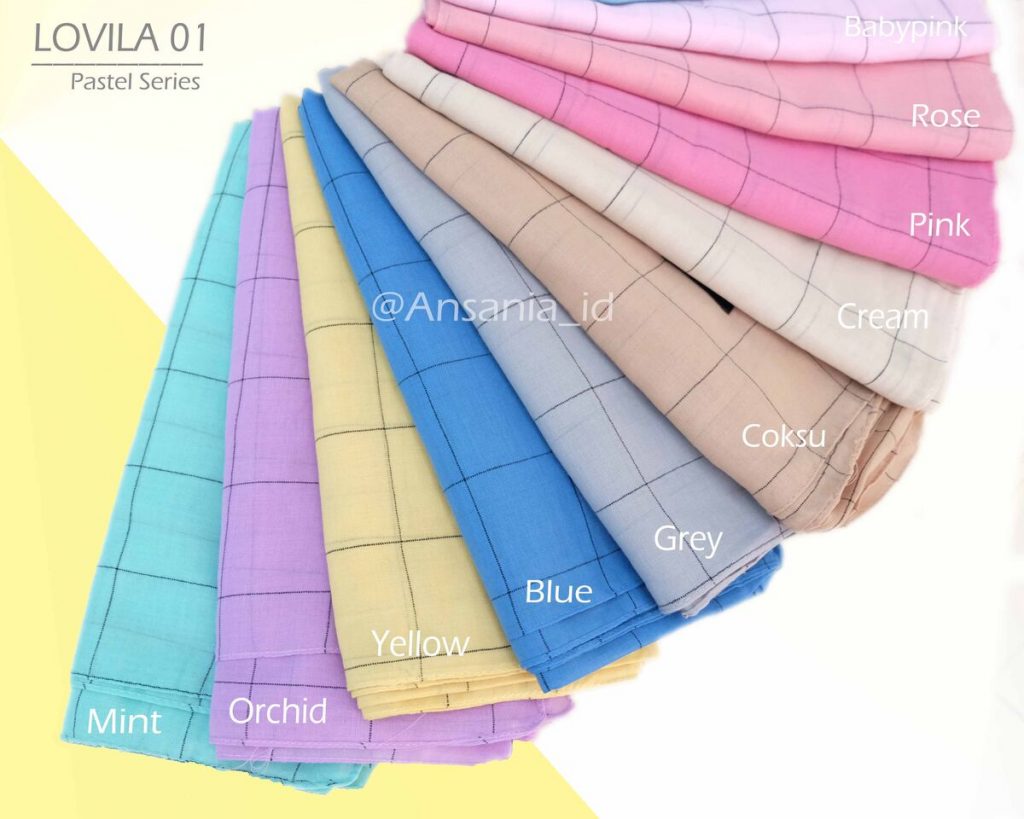 LOVILA 01
Pastel Series
Babypink
Rose
Pink
Cream
@Ansania_id
Coksu
Grey
Blue
Yellow
Orchid
Mint